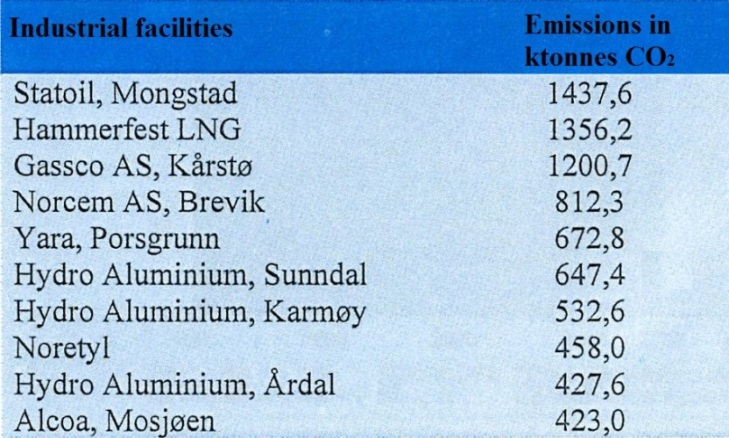 Industrial facilities Emissions in
ktonnes CO₂
Statoil, Mongstad 1437,6
Hammerfest LNG 1356,2
Gassco AS, Kårstø 1200,7
Norcem AS, Brevik 812,3
Yara, Porsgrunn 672,8
Hydro Aluminium, Sunndal 647,4
Hydro Aluminium, Karmøy 532,6
Noretyl 458,0
Hydro Aluminium, Årdal 427,6
Alcoa, Mosjøen 423,0